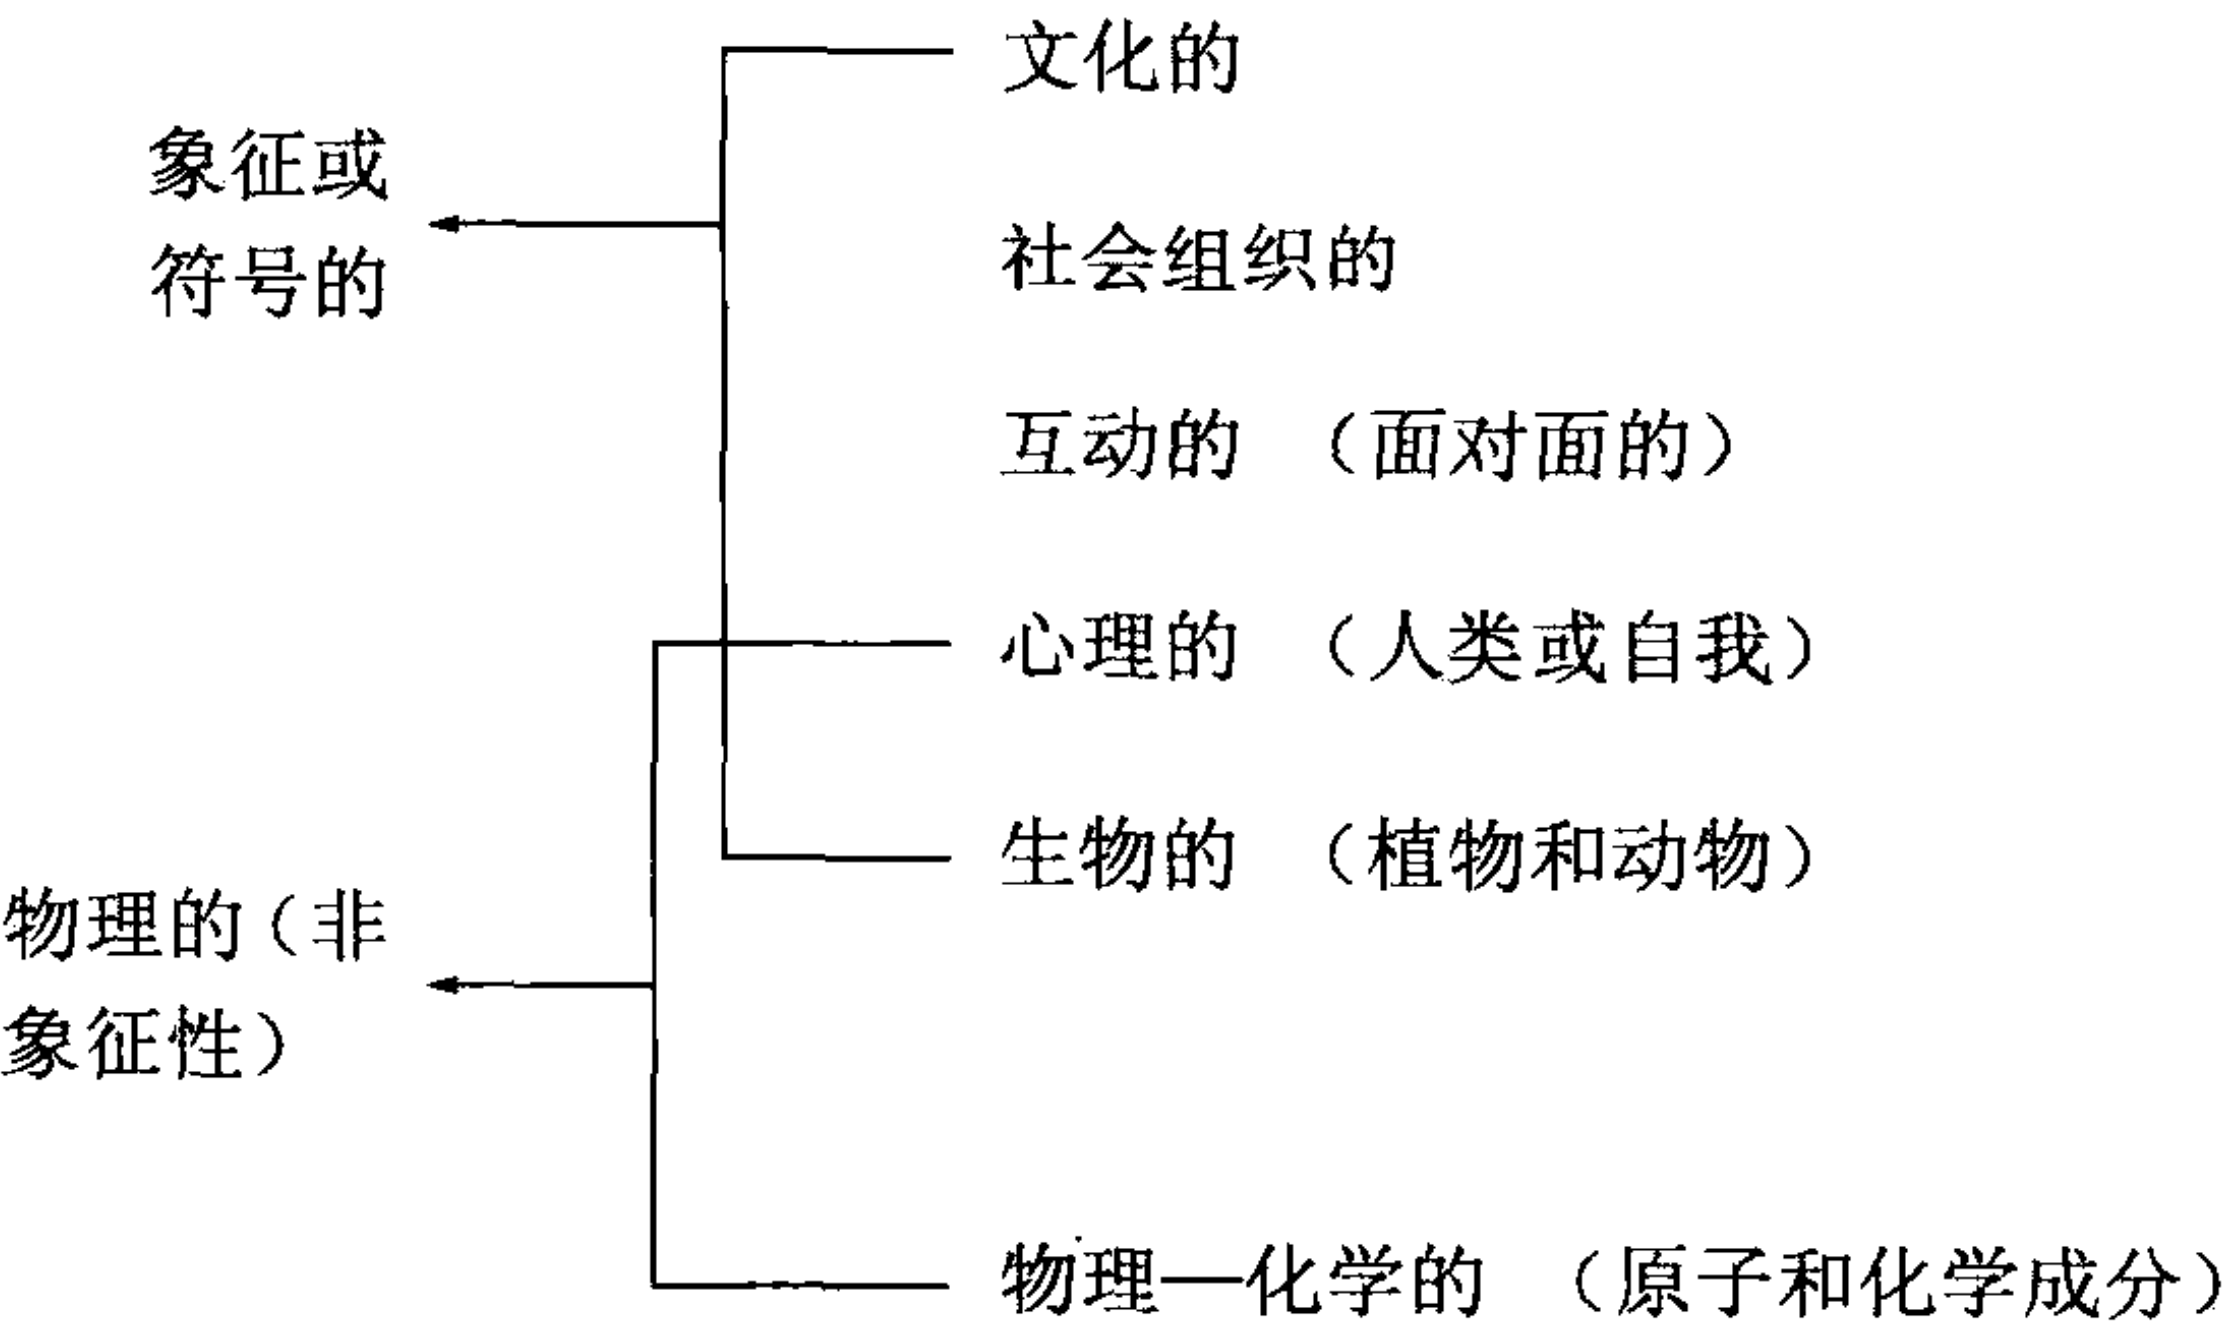 文化的
象征或
符号的
社会组织的
互动的 (面对面的)
心理的 (人类或自我)
生物的 (植物和动物)
物理的(非
象征性)
物理—化学的 (原子和化学成分)